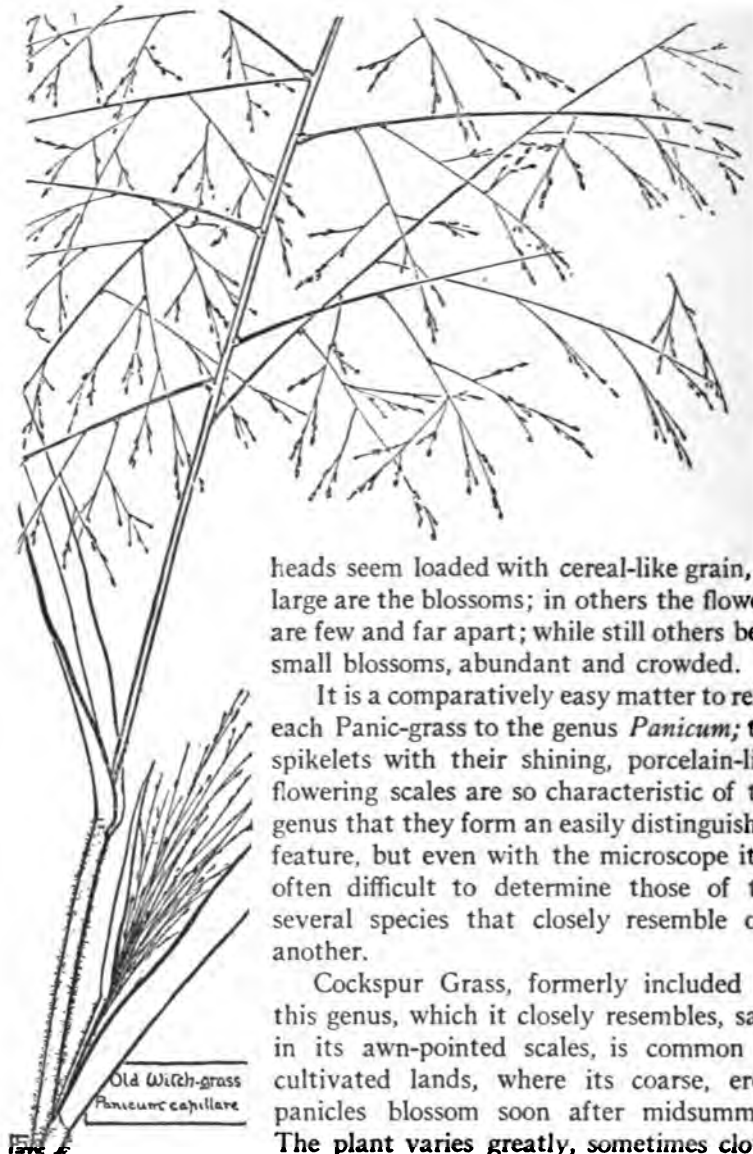 heads seem loaded with cereal-like grain,
large are the blossoms; in others the flowe
are few and far apart; while still others be
small blossoms, abundant and crowded.
It is a comparatively easy matter to re
each Panic-grass to the genus Panicum; t
spikelets with their shining, porcelain-li
flowering scales are so characteristic of t
genus that they form an easily distinguish
feature, but even with the microscope it
often difficult to determine those of t
several species that closely resemble o
another.
Cockspur Grass, formerly included
this genus, which it closely resembles, sa
in its awn-pointed scales, is common
cultivated lands, where its coarse, ere
panicles blossom soon after midsumm
The plant varies greatly, sometimes clo
Old Witch-grass
Panicum capillare